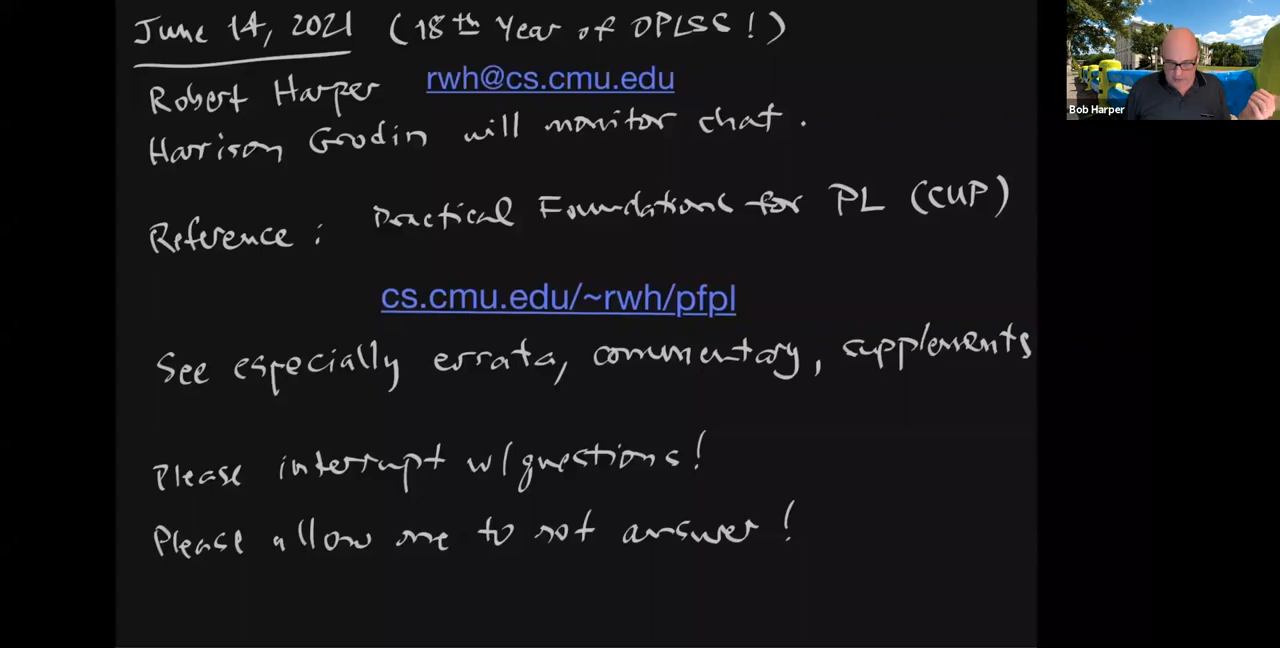 June 14, 2021 (18th Year of OPLSS!)
Robert Harper rwh@cs.cmu.edu
Harrison Grodin will monitor chat.
Reference: Practical Foundations for PL (CUP)
cs.cmu.edu/~rwh/pfpl
See especially errata, commentary, supplements
Please interrupt w/questions!
Please allow me to not answer!
Bob Harper